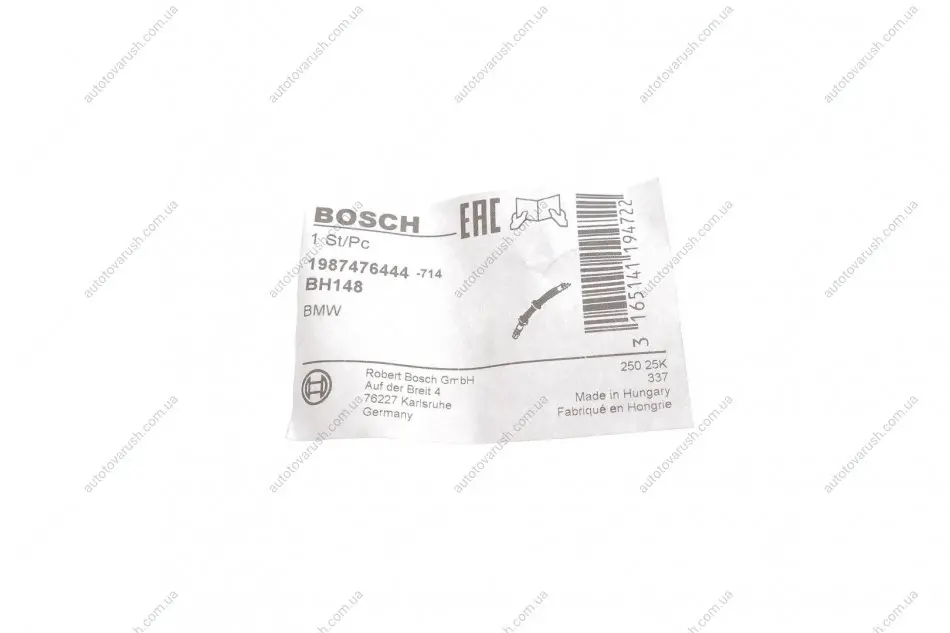 BOSCH
EAC
1 St/Pc
1987476444 -714
BH148
BMW
3 165141 194722
250 25K
337
Robert Bosch GmbH
Auf der Breit 4
76227 Karlsruhe
Germany
Made in Hungary
Fabriqué en Hongrie
autotovarush.com.ua